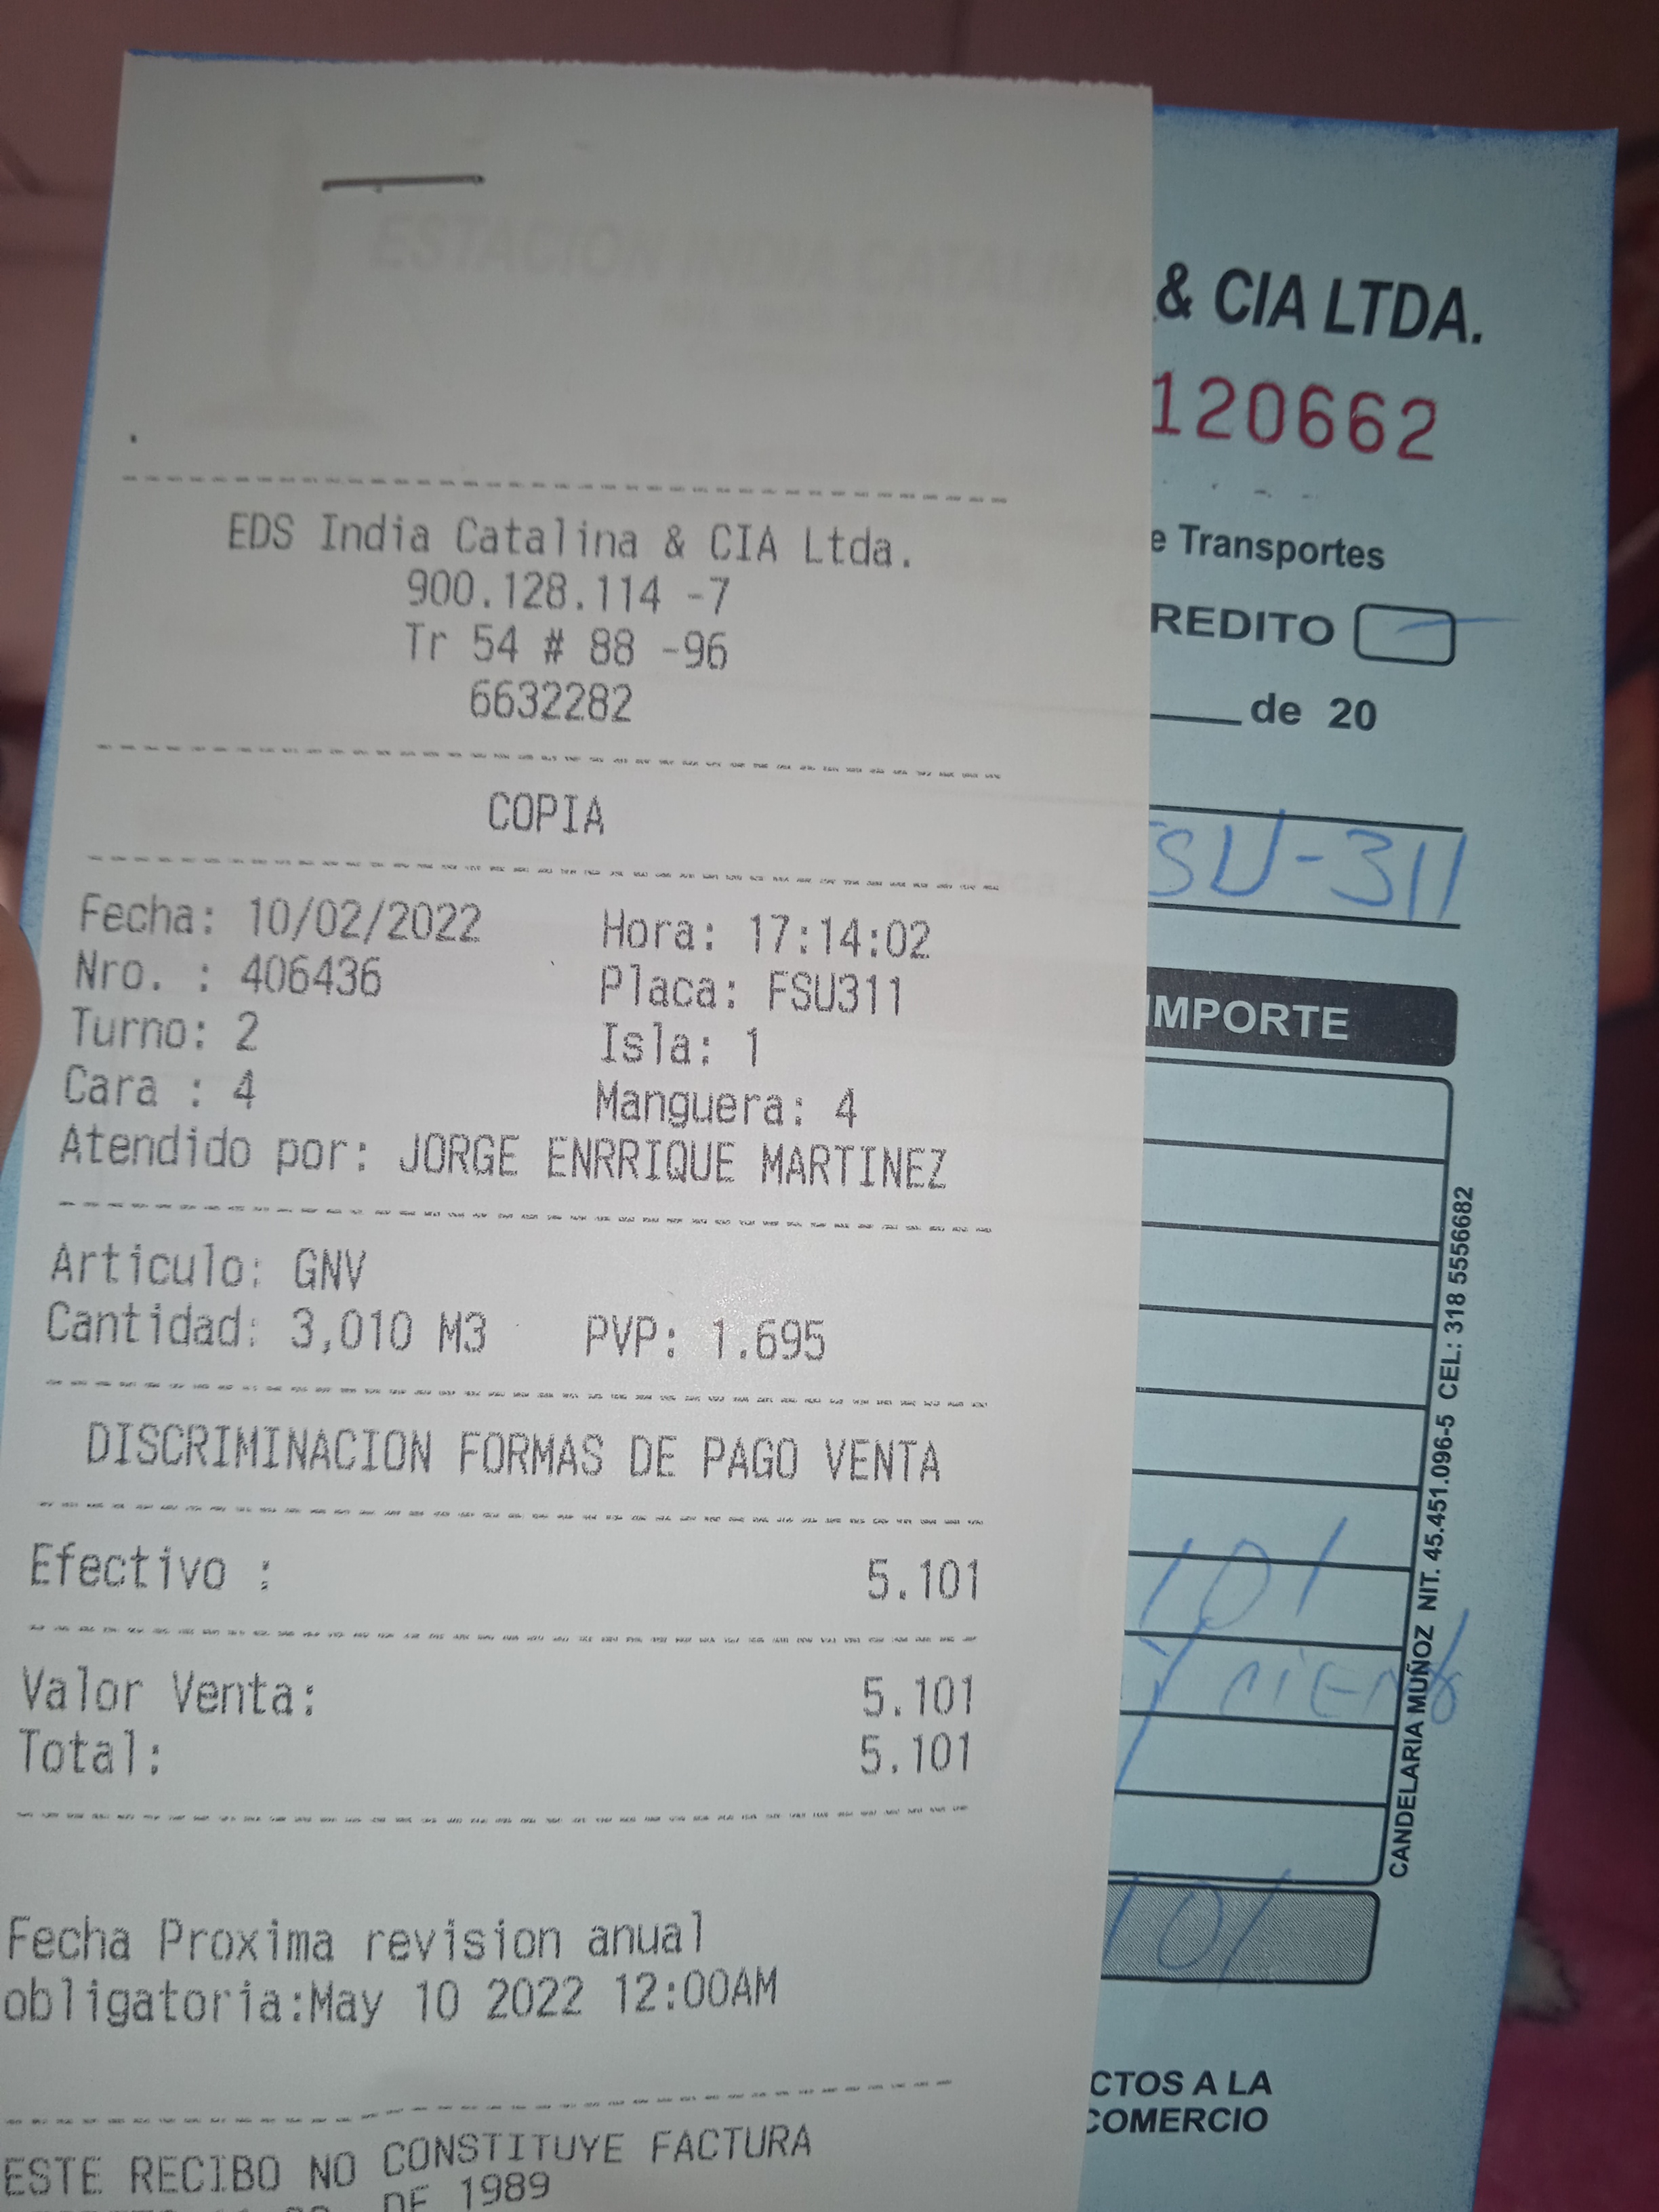 ESTACION INDIA CATALINA & CIA LTDA.
120662
EDS India Catalina & CIA Ltda.
900.128.114 -7
Tr 54 # 88 -96
6632282
e Transportes
REDITO
de 20
COPIA
SU-311
Fecha: 10/02/2022 Hora: 17:14:02
Nro. : 406436 Placa: FSU311
Turno: 2 Isla: 1
Cara : 4 Manguera: 4
Atendido por: JORGE ENRRIQUE MARTINEZ
IMPORTE
Articulo: GNV
Cantidad: 3,010 M3 PVP: 1.695
DISCRIMINACION FORMAS DE PAGO VENTA
Efectivo : 5.101
Valor Venta: 5.101
Total: 5.101
101
101
CANDELARIA MUÑOZ NIT. 45.451.096-5 CEL: 318 5556682
Fecha Proxima revision anual
obligatoria:May 10 2022 12:00AM
CTOS A LA
COMERCIO
ESTE RECIBO NO CONSTITUYE FACTURA
DE 1989